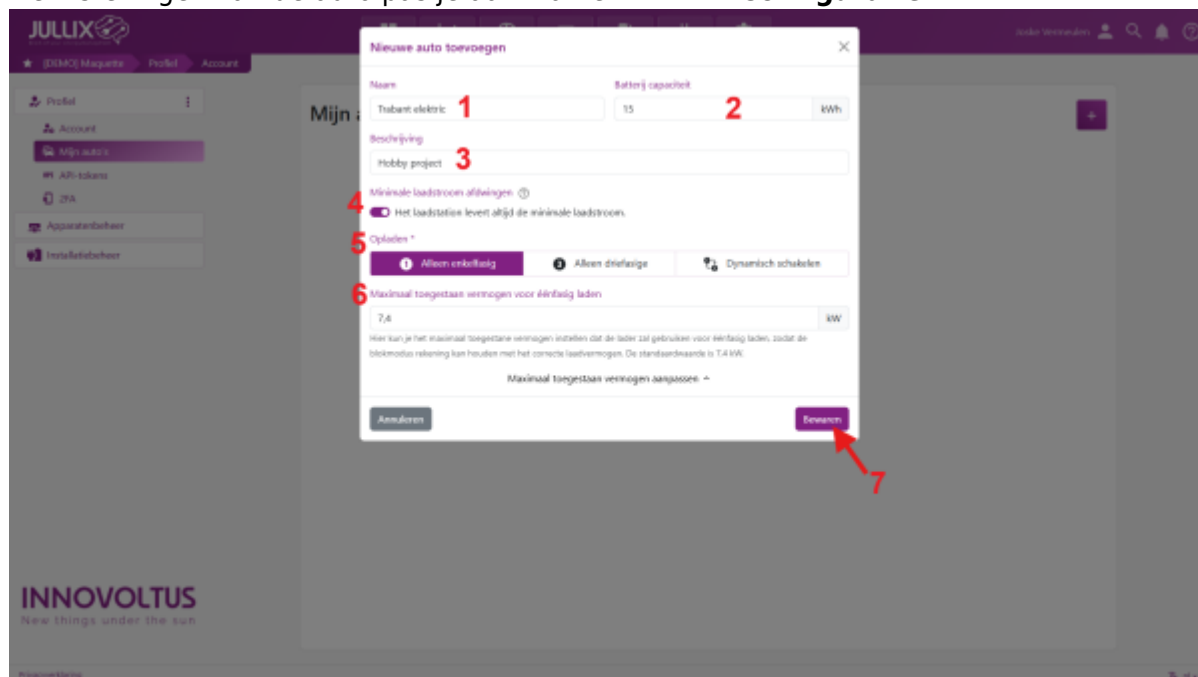 JULLIX
Joske Vermeulen
[DEMO] Maquette Profiel Account
Nieuwe auto toevoegen
Profiel
Account
Mijn auto's
API-tokens
2FA
Apparatenbeheer
Installatiebeheer
Mijn
Naam Batterij capaciteit
Trabant elektric 1 15 2 kWh
Beschrijving
Hobby project 3
Minimale laadstroom afdwingen
4 Het laadstation levert altijd de minimale laadstroom.
5 Opladen *
1 Alleen enkelfasig 3 Alleen driefasige Dynamisch schakelen
6 Maximaal toegestaan vermogen voor éénfasig laden
7,4 kW
Hier kun je het maximaal toegestane vermogen instellen dat de lader zal gebruiken voor éénfasig laden, zodat de
blokmodus rekening kan houden met het correcte laadvermogen. De standaardwaarde is 7.4 kW.
Maximaal toegestaan vermogen aanpassen
Annuleren Bewaren
7
INNOVOLTUS
New things under the sun